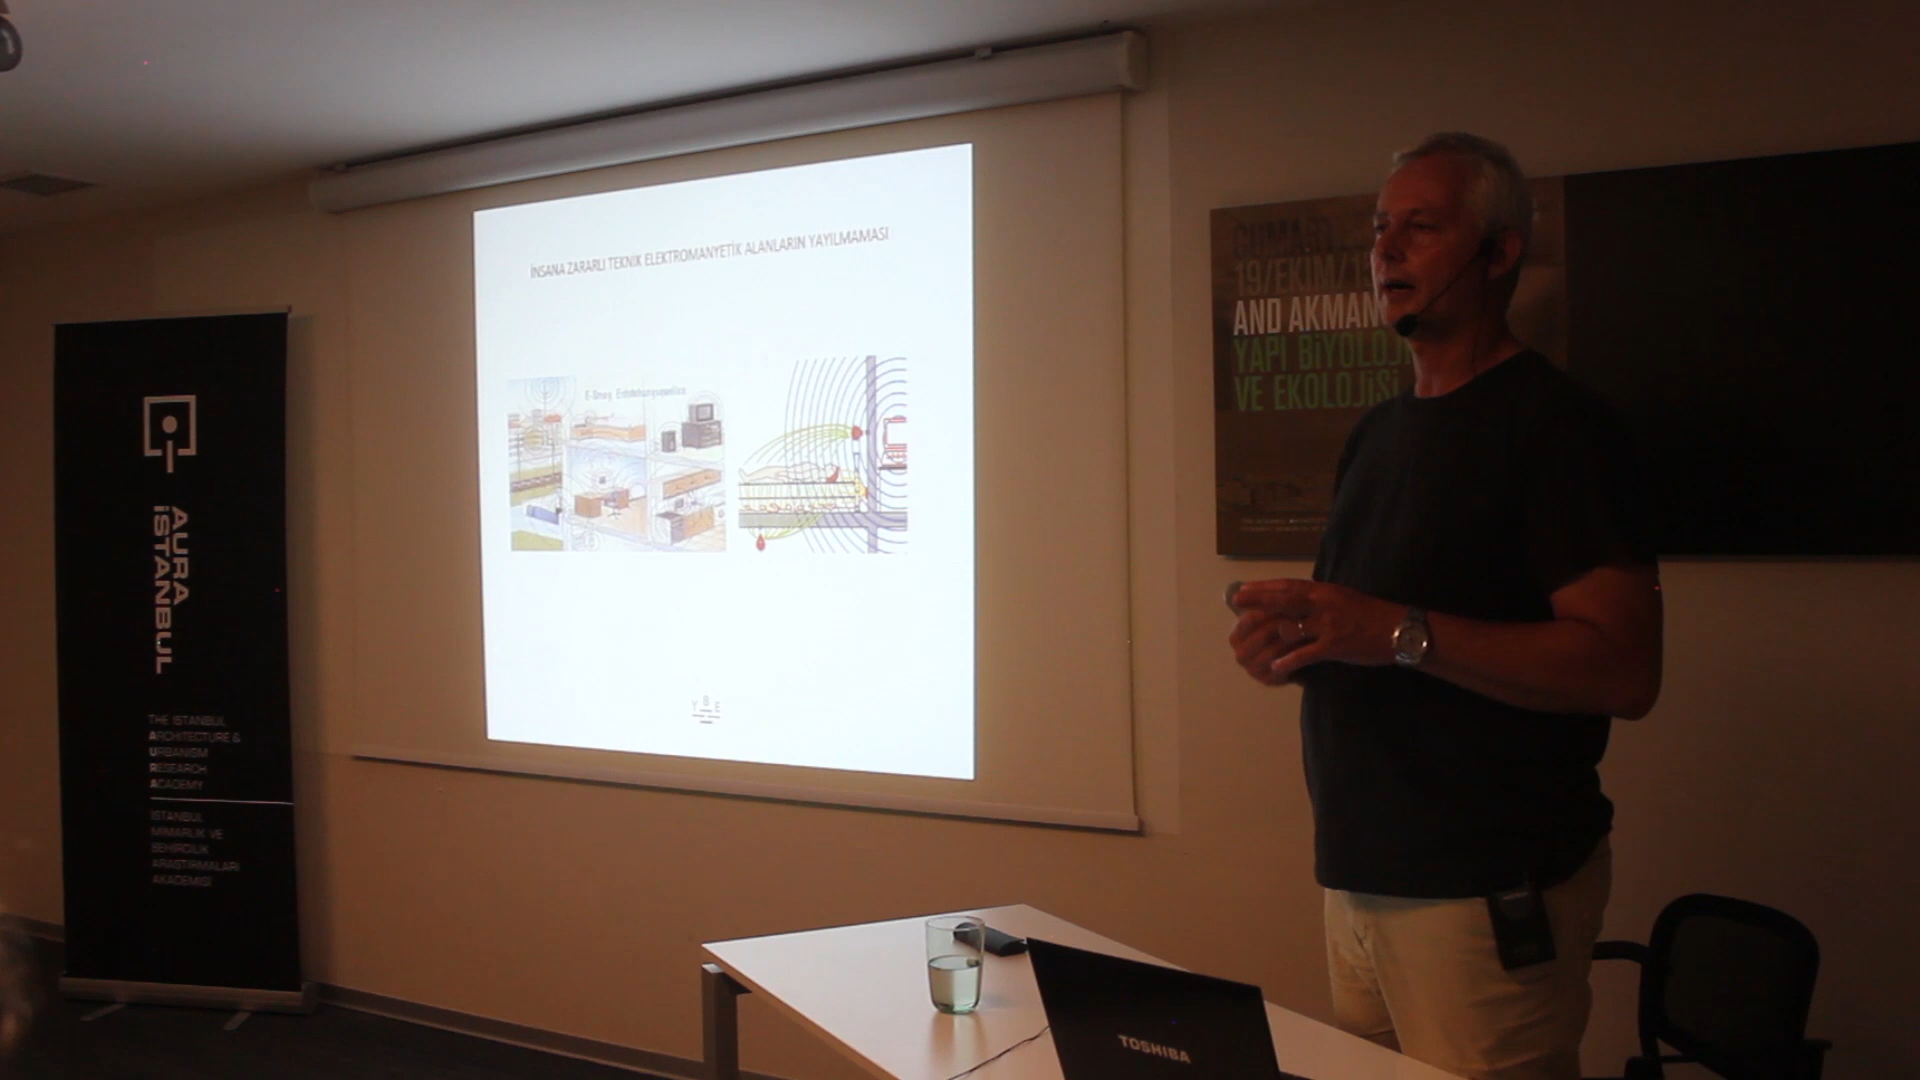 AURA
İSTANBUL
THE ISTANBUL
ARCHITECTURE &
URBANISM
RESEARCH
ACADEMY
İSTANBUL
MİMARLIK VE
ŞEHİRCİLİK
ARAŞTIRMALARI
AKADEMİSİ
İNSANA ZARARLI TEKNİK ELEKTROMANYETİK ALANLARIN YAYILMAMASI
Y B E
19/EKİM/
AND AKMAN
YAPI BİYOLOJ
VE EKOLOJİSİ
TOSHIBA